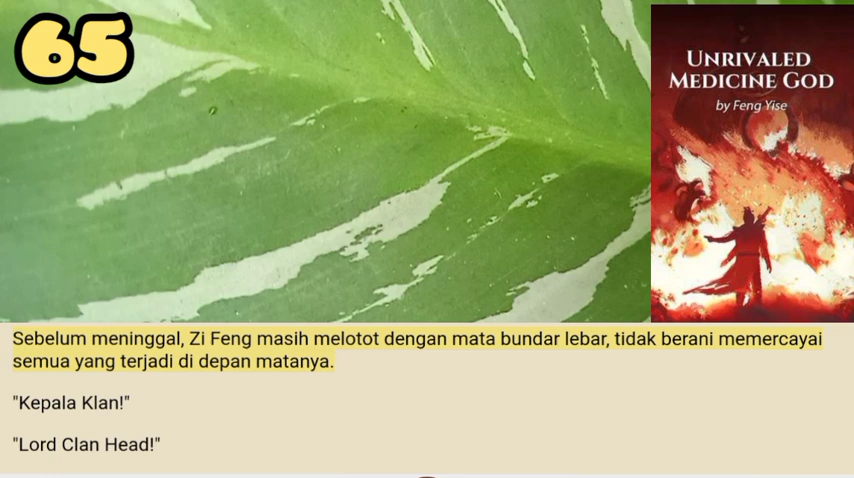 65
UNRIVALED
MEDICINE GOD
by Feng Yise
Sebelum meninggal, Zi Feng masih melotot dengan mata bundar lebar, tidak berani memercayai
semua yang terjadi di depan matanya.
"Kepala Klan!"
"Lord Clan Head!"